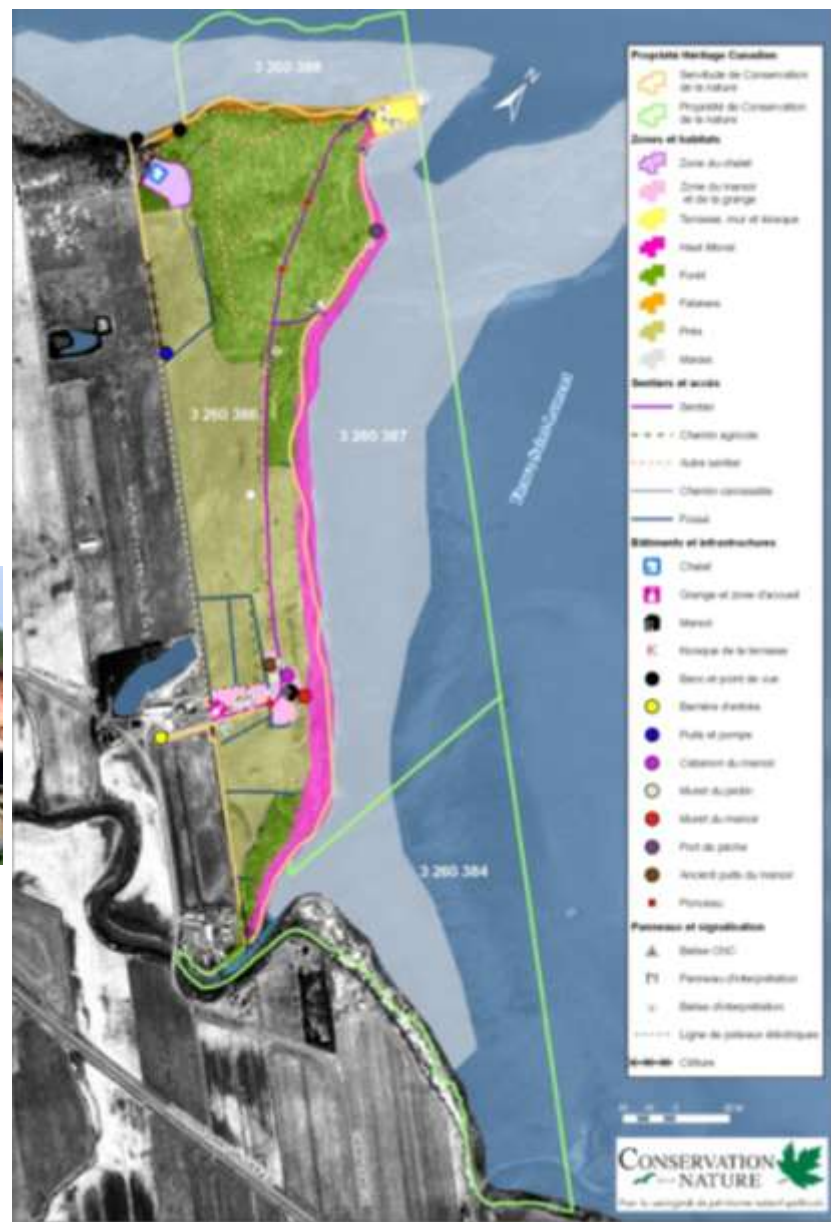 3 260 389
3 260 386
3 260 387
3 260 384
N
Propriété Héritage Canadien
Servitude de Conservation
de la nature
Propriété de Conservation
de la nature
Zones et habitats
Zone du chalet
Zone du manoir
et de la grange
Terrasse, mur et kiosque
Haut littoral
Forêt
Falaises
Prés
Marais
Sentiers et accès
Sentier
Chemin agricole
Autre sentier
Chemin carrossable
Fossé
Bâtiments et infrastructures
Chalet
Grange et zone d'accueil
Manoir
Kiosque de la terrasse
Banc et point de vue
Barrière d'entrée
Puits et pompe
Cabanon du manoir
Muret du jardin
Muret du manoir
Port de pêche
Ancien puits du manoir
Ponceau
Panneaux et signalisation
Balise CNC
Panneau d'interprétation
Balise d'interprétation
Ligne de poteaux électriques
Clôture
CONSERVATION
DE LA NATURE